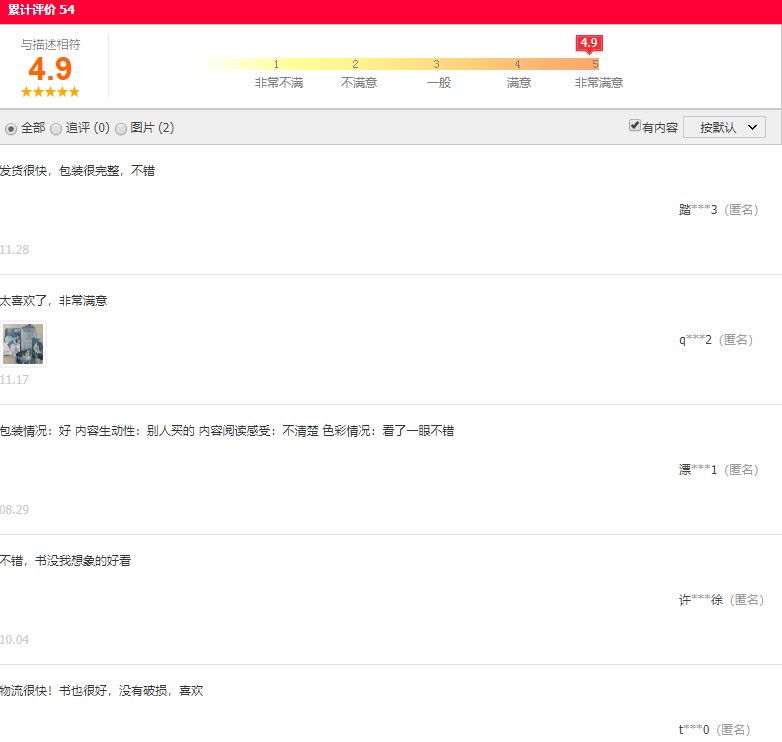 累计评价 54
与描述相符
4.9
4.9
1 2 3 4 5
非常不满 不满意 一般 满意 非常满意
全部 追评 (0) 图片 (2) 有内容 按默认
发货很快，包装很完整，不错
踏***3（匿名）
11.28
太喜欢了，非常满意
q***2（匿名）
11.17
包装情况：好 内容生动性：别人买的 内容阅读感受：不清楚 色彩情况：看了一眼不错
漂***1（匿名）
08.29
不错，书没我想象的好看
许***徐（匿名）
10.04
物流很快！书也很好，没有破损，喜欢
t***0（匿名）